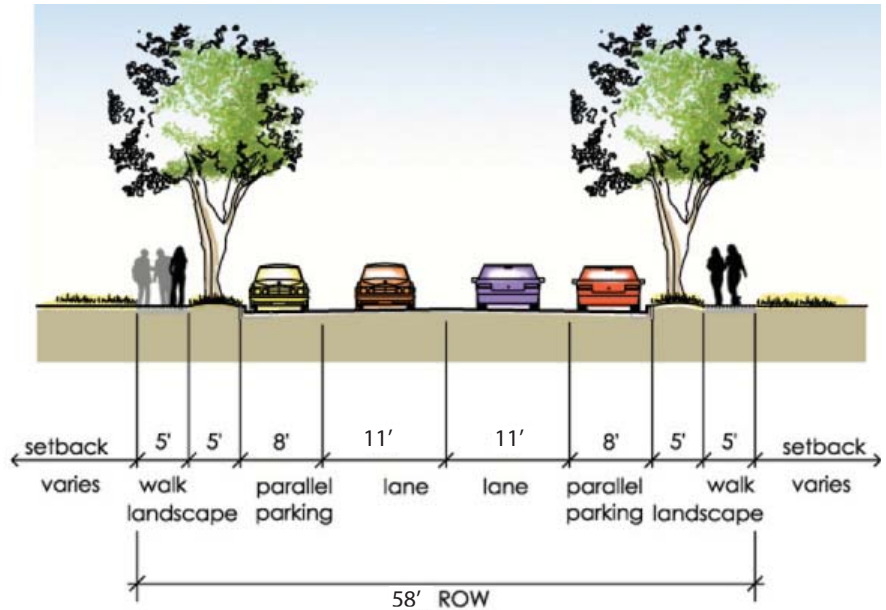 setback 5' 5' 8' 11' 11' 8' 5' 5' setback
varies walk parallel lane lane parallel walk varies
landscape parking parking landscape
58' ROW